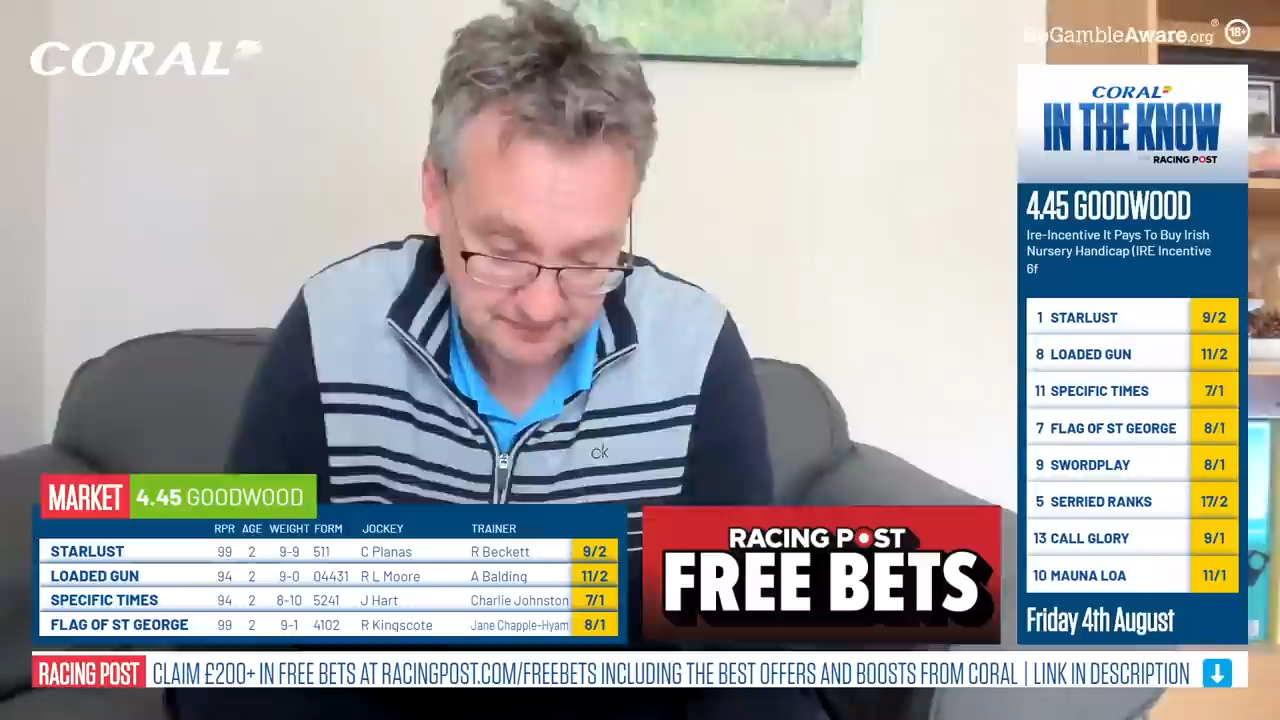 CORAL
GambleAware.org
18+
CORAL
IN THE KNOW
RACING POST
4.45 GOODWOOD
Ire-Incentive It Pays To Buy Irish
Nursery Handicap (IRE Incentive
6f
1 STARLUST 9/2
8 LOADED GUN 11/2
11 SPECIFIC TIMES 7/1
7 FLAG OF ST GEORGE 8/1
9 SWORDPLAY 8/1
5 SERRIED RANKS 17/2
13 CALL GLORY 9/1
10 MAUNA LOA 11/1
Friday 4th August
ck
MARKET 4.45 GOODWOOD
RPR AGE WEIGHT FORM JOCKEY TRAINER
STARLUST 99 2 9-9 511 C Planas R Beckett 9/2
LOADED GUN 94 2 9-0 04431 R L Moore A Balding 11/2
SPECIFIC TIMES 94 2 8-10 5241 J Hart Charlie Johnston 7/1
FLAG OF ST GEORGE 99 2 9-1 4102 R Kingscote Jane Chapple-Hyam 8/1
RACING POST
FREE BETS
RACING POST CLAIM £200+ IN FREE BETS AT RACINGPOST.COM/FREEBETS INCLUDING THE BEST OFFERS AND BOOSTS FROM CORAL | LINK IN DESCRIPTION